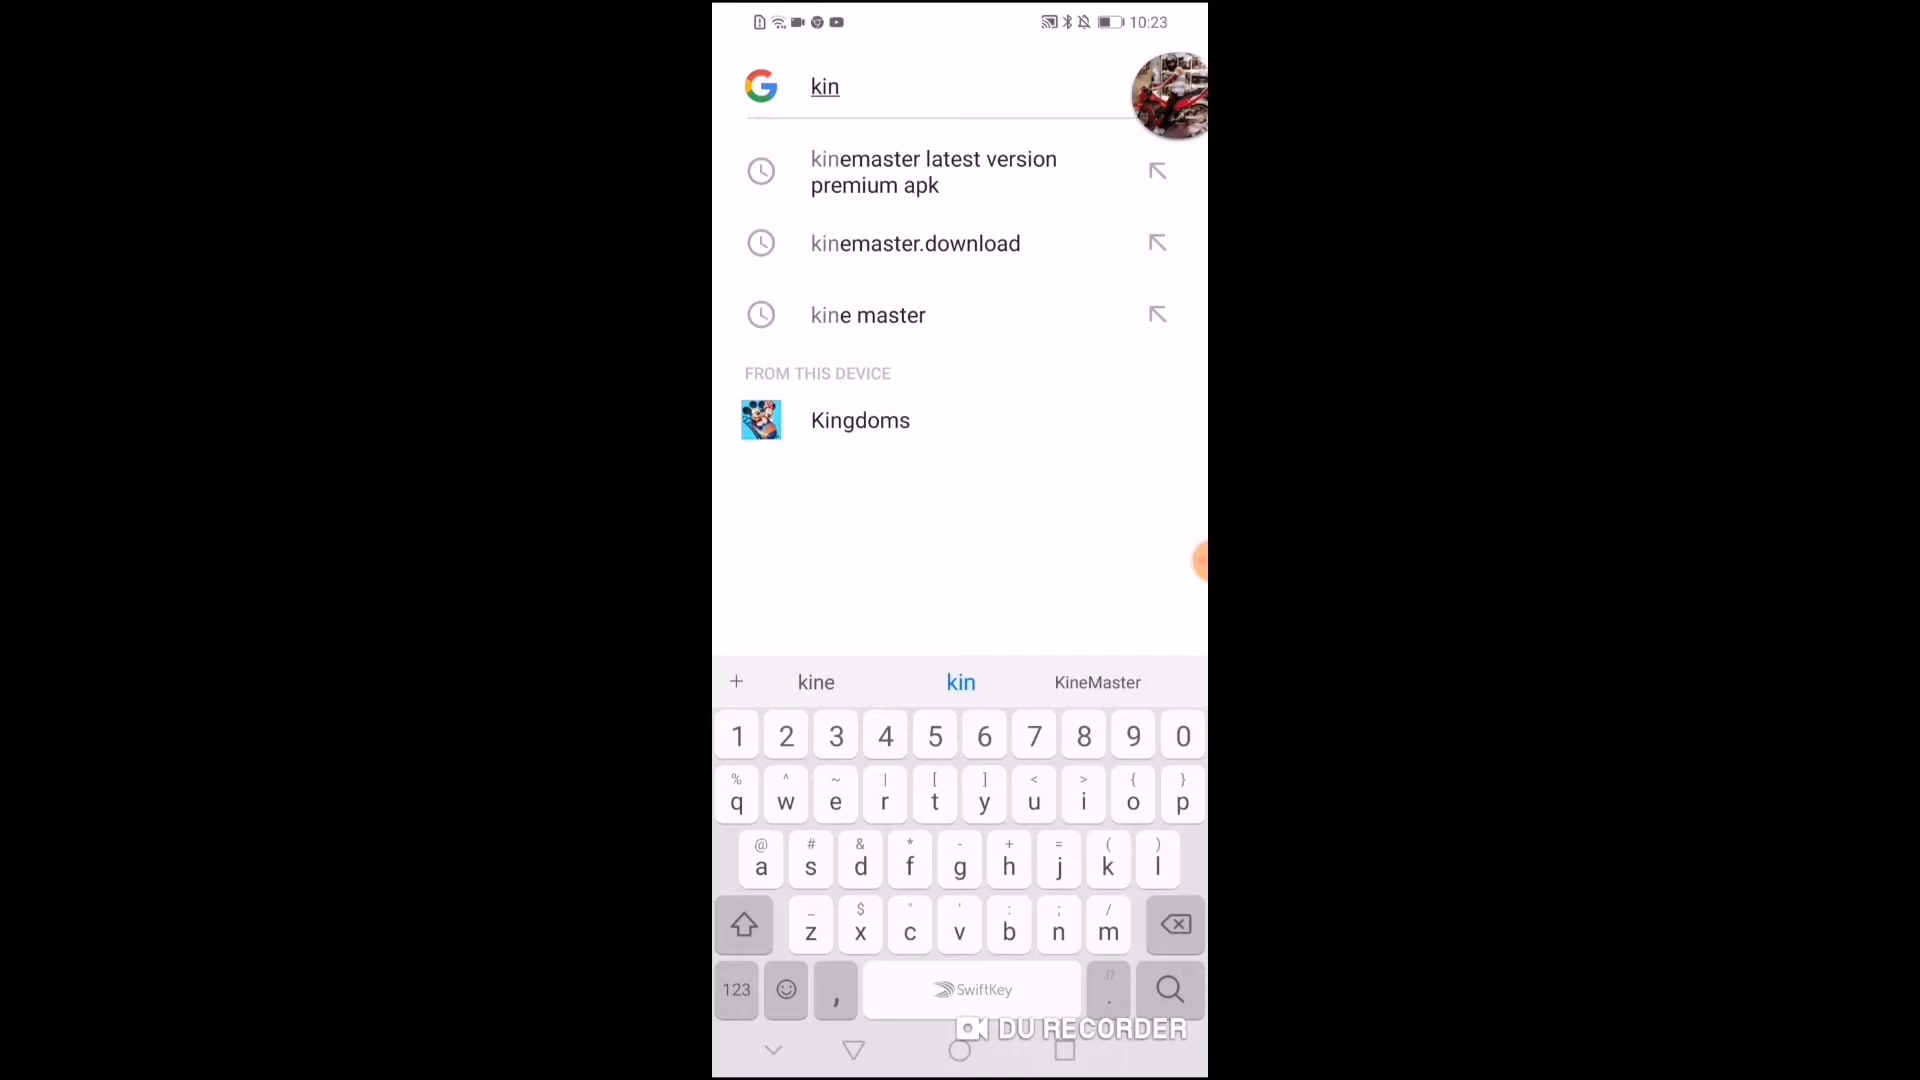 10:23
kin
kinemaster latest version
premium apk
kinemaster.download
kine master
FROM THIS DEVICE
Kingdoms
+ kine kin KineMaster
1 2 3 4 5 6 7 8 9 0
% ^ ~ | [ ] < > { }
q w e r t y u i o p
@ # & * - + = ( )
a s d f g h j k l
_ $ " ' : ; /
z x c v b n m
!?
123 , SwiftKey .
DU RECORDER